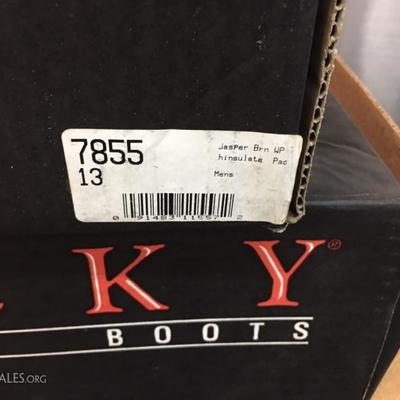 7855
13
Jasper Brn WP T
hinsulate Pac
Mens
KY®
BOOTS
ALES.ORG